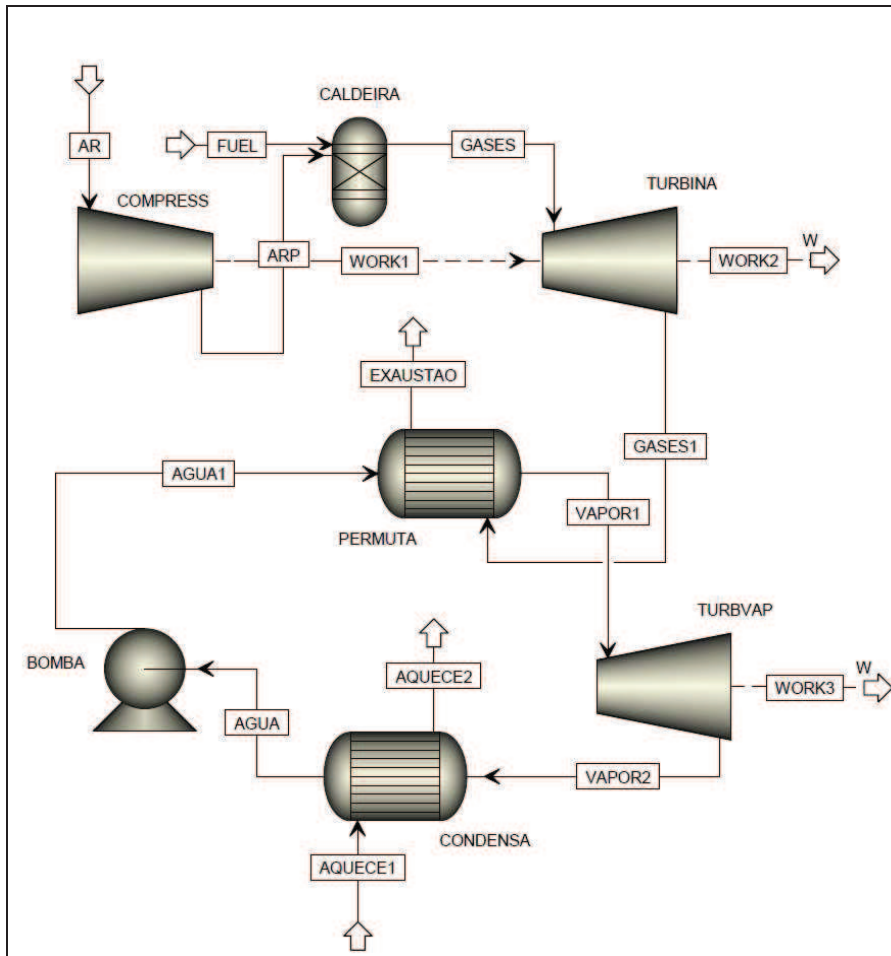 CALDEIRA
AR
FUEL
GASES
COMPRESS
TURBINA
ARP
WORK1
WORK2
W
EXAUSTAO
GASES1
AGUA1
VAPOR1
PERMUTA
TURBVAP
BOMBA
AQUECE2
W
WORK3
AGUA
VAPOR2
CONDENSA
AQUECE1